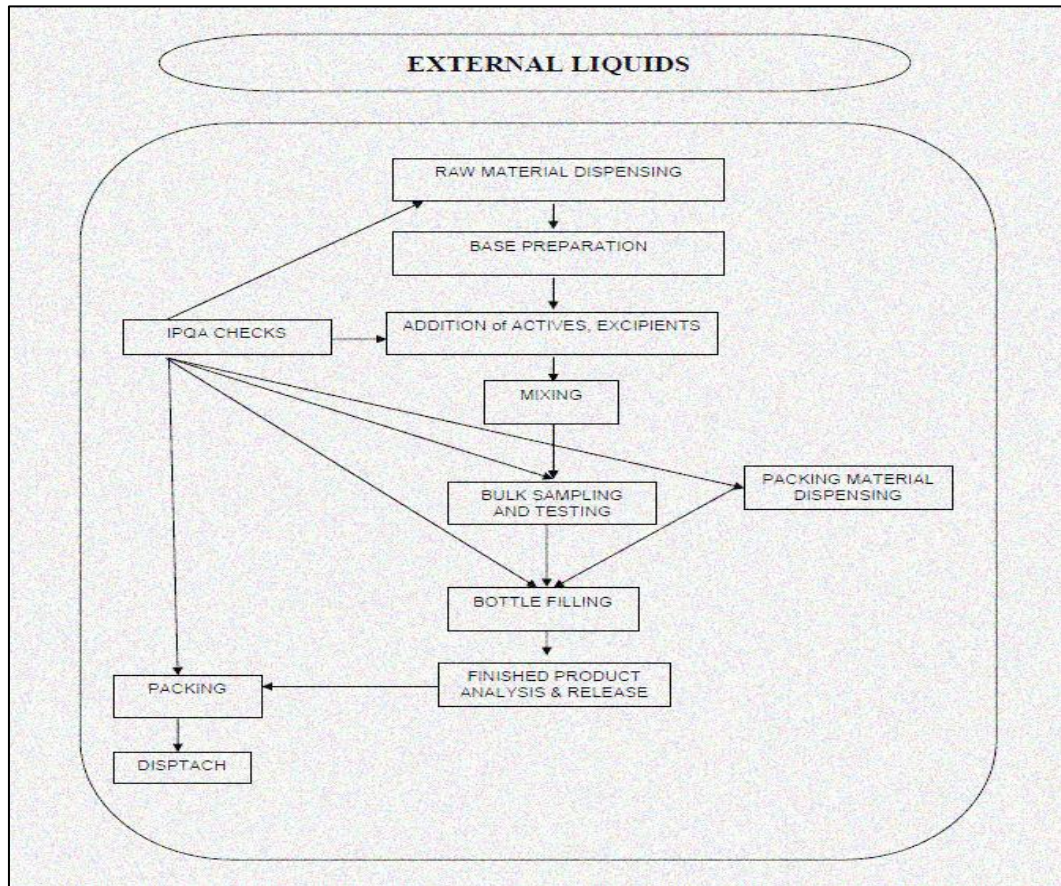 EXTERNAL LIQUIDS
RAW MATERIAL DISPENSING
BASE PREPARATION
IPQA CHECKS
ADDITION of ACTIVES, EXCIPIENTS
MIXING
BULK SAMPLING
AND TESTING
PACKING MATERIAL
DISPENSING
BOTTLE FILLING
FINISHED PRODUCT
ANALYSIS & RELEASE
PACKING
DISPTACH